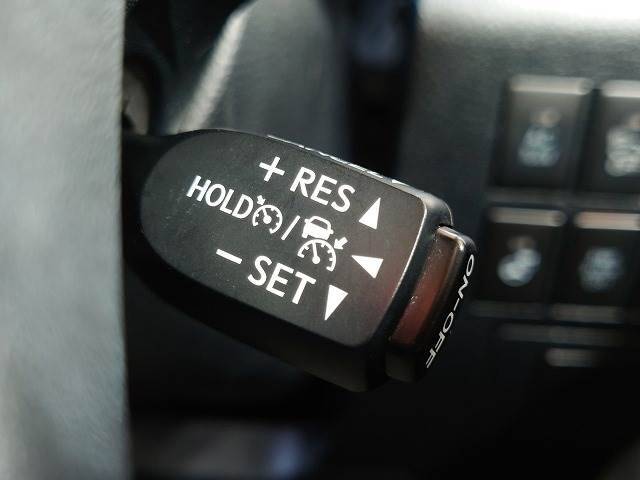 + RES
HOLD /
− SET
ON-OFF